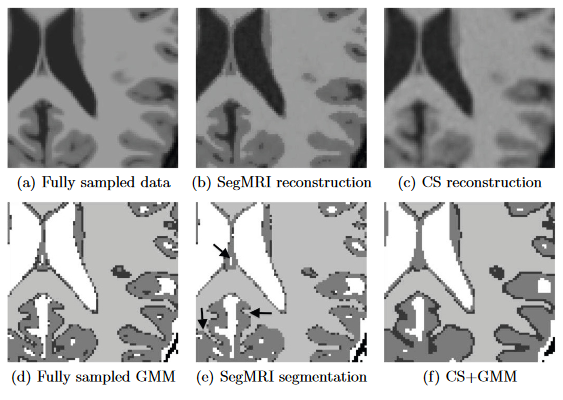 (a) Fully sampled data
(b) SegMRI reconstruction
(c) CS reconstruction
(d) Fully sampled GMM
(e) SegMRI segmentation
(f) CS+GMM